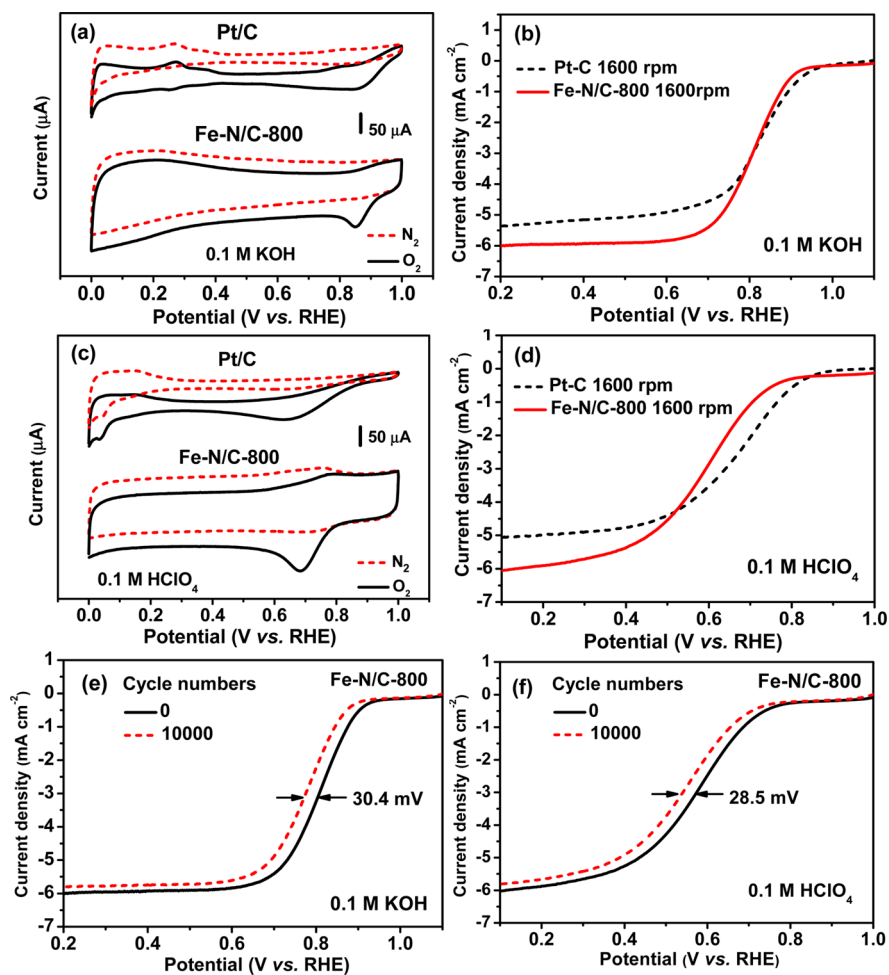 (a)
Pt/C
50 μA
Fe-N/C-800
N₂
O₂
0.1 M KOH
Current (μA)
0.0 0.2 0.4 0.6 0.8 1.0
Potential (V vs. RHE)
(b)
Pt-C 1600 rpm
Fe-N/C-800 1600rpm
0.1 M KOH
Current density (mA cm⁻²)
1
0
-1
-2
-3
-4
-5
-6
-7
0.2 0.4 0.6 0.8 1.0
Potential (V vs. RHE)
(c)
Pt/C
50 μA
Fe-N/C-800
N₂
O₂
0.1 M HClO₄
Current (μA)
0.0 0.2 0.4 0.6 0.8 1.0
Potential (V vs. RHE)
(d)
Pt-C 1600 rpm
Fe-N/C-800 1600 rpm
0.1 M HClO₄
Current density (mA cm⁻²)
1
0
-1
-2
-3
-4
-5
-6
-7
0.2 0.4 0.6 0.8 1.0
Potential (V vs. RHE)
(e)
Cycle numbers
0
10000
Fe-N/C-800
30.4 mV
0.1 M KOH
Current density (mA cm⁻²)
1
0
-1
-2
-3
-4
-5
-6
-7
0.2 0.4 0.6 0.8 1.0
Potential (V vs. RHE)
(f)
Cycle numbers
0
10000
Fe-N/C-800
28.5 mV
0.1 M HClO₄
Current density (mA cm⁻²)
1
0
-1
-2
-3
-4
-5
-6
-7
0.2 0.4 0.6 0.8 1.0
Potential (V vs. RHE)